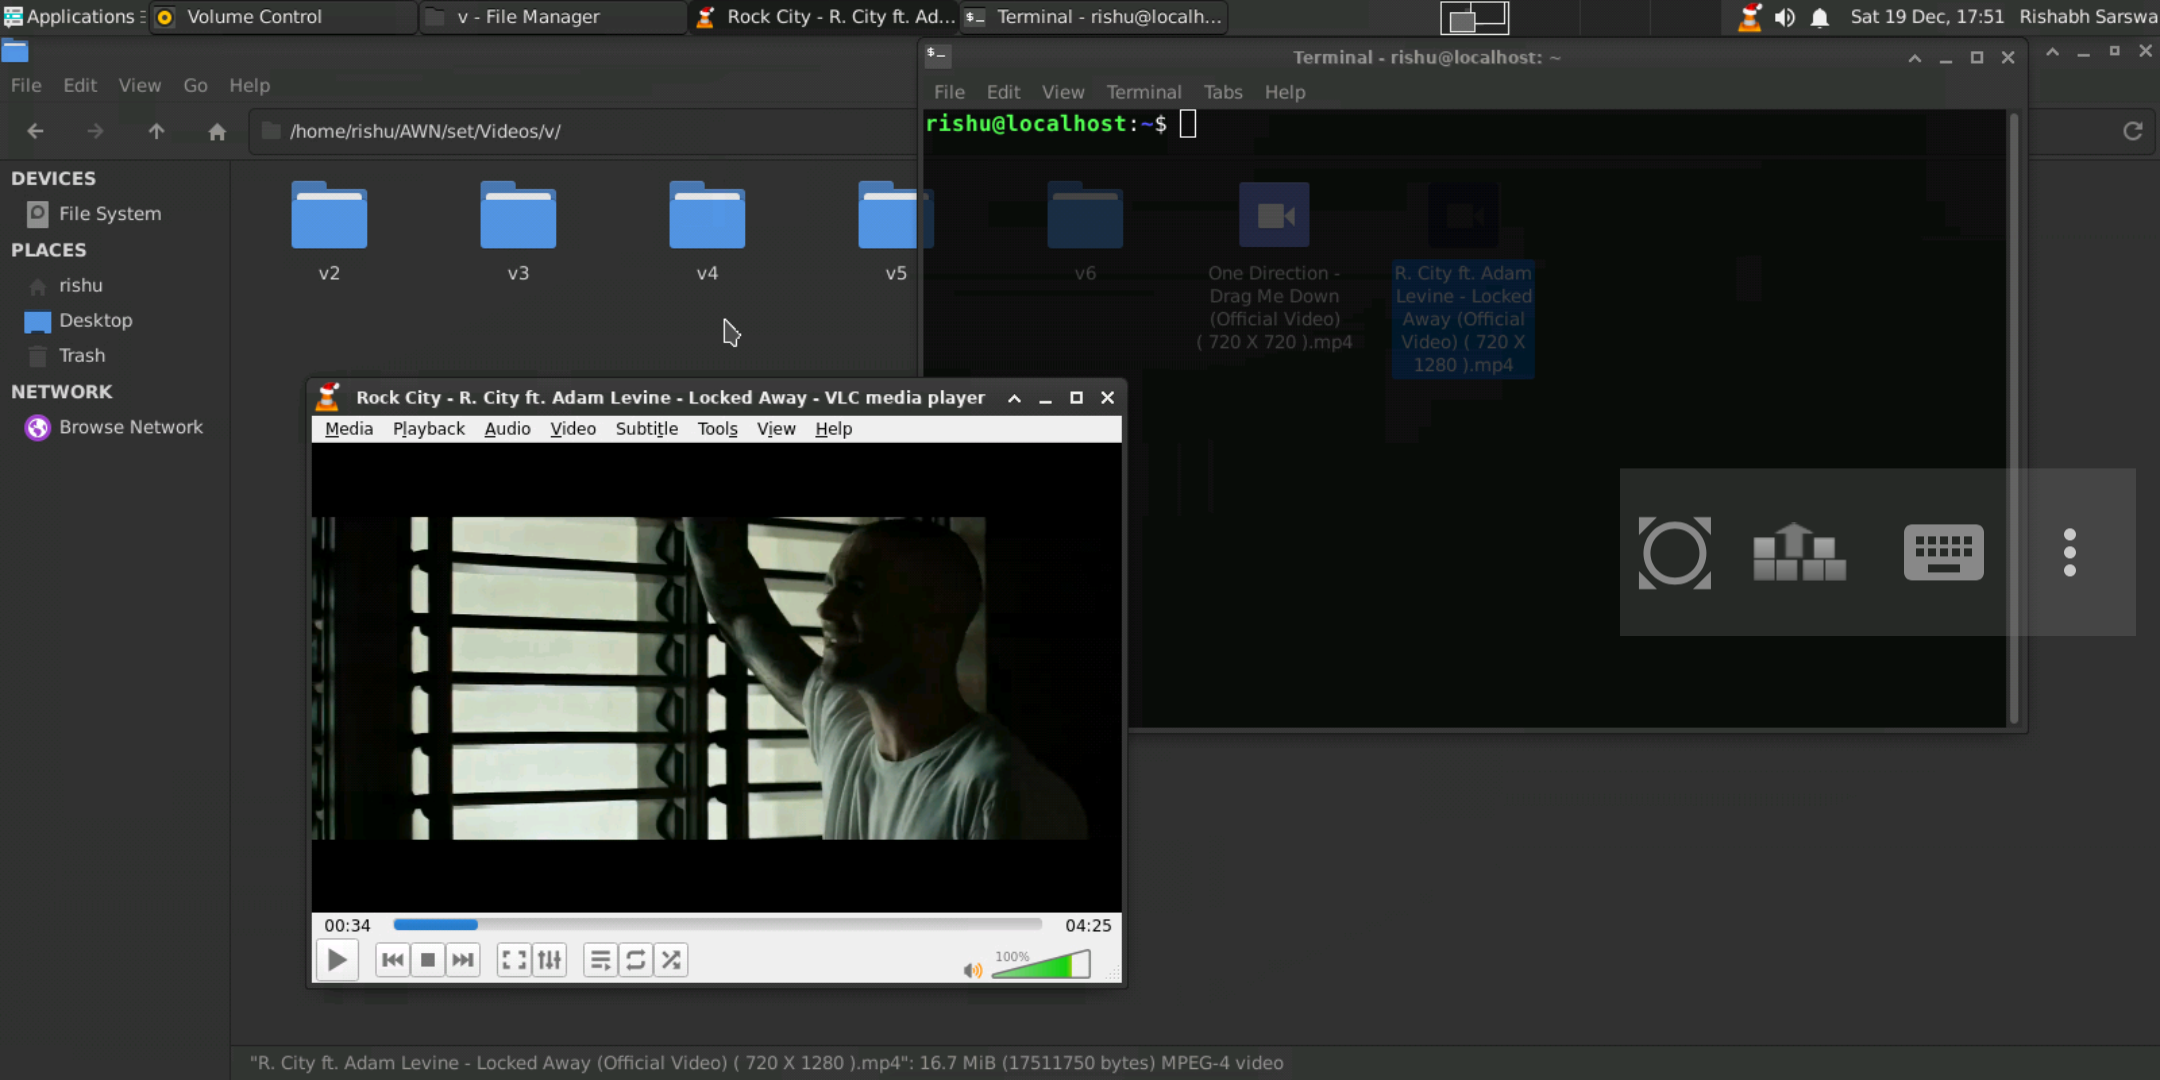 Applications
Volume Control
v - File Manager
Rock City - R. City ft. Ad...
Terminal - rishu@localh...
Sat 19 Dec, 17:51
Rishabh Sarswa
File Edit View Go Help
/home/rishu/AWN/set/Videos/v/
DEVICES
File System
PLACES
rishu
Desktop
Trash
NETWORK
Browse Network
v2
v3
v4
v5
v6
One Direction -
Drag Me Down
(Official Video)
( 720 X 720 ).mp4
R. City ft. Adam
Levine - Locked
Away (Official
Video) ( 720 X
1280 ).mp4
Terminal - rishu@localhost: ~
File Edit View Terminal Tabs Help
rishu@localhost:~$
Rock City - R. City ft. Adam Levine - Locked Away - VLC media player
Media Playback Audio Video Subtitle Tools View Help
00:34
04:25
100%
"R. City ft. Adam Levine - Locked Away (Official Video) ( 720 X 1280 ).mp4": 16.7 MiB (17511750 bytes) MPEG-4 video